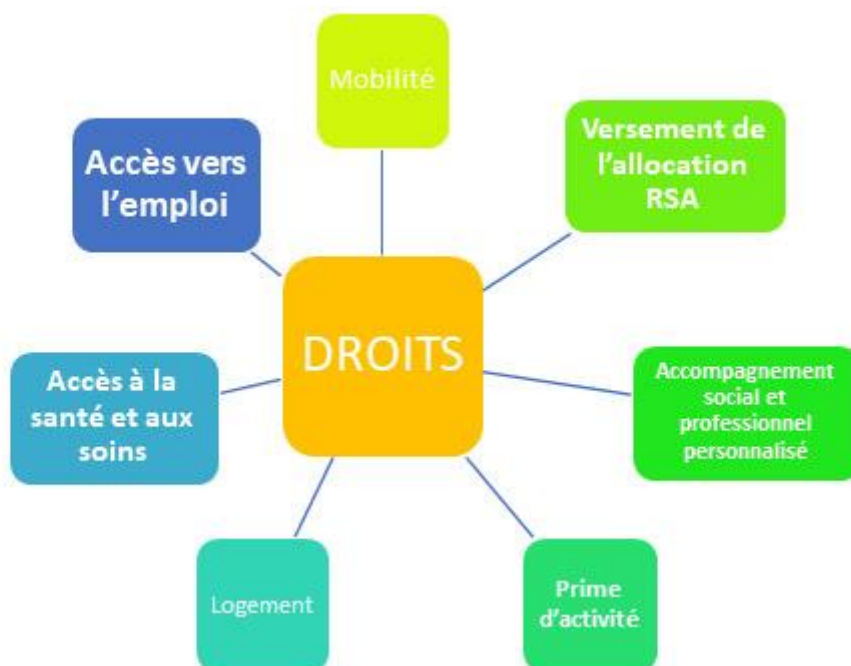 Mobilité
Versement de
l'allocation
RSA
Accès vers
l'emploi
DROITS
Accompagnement
social et
professionnel
personnalisé
Accès à la
santé et aux
soins
Prime
d'activité
Logement